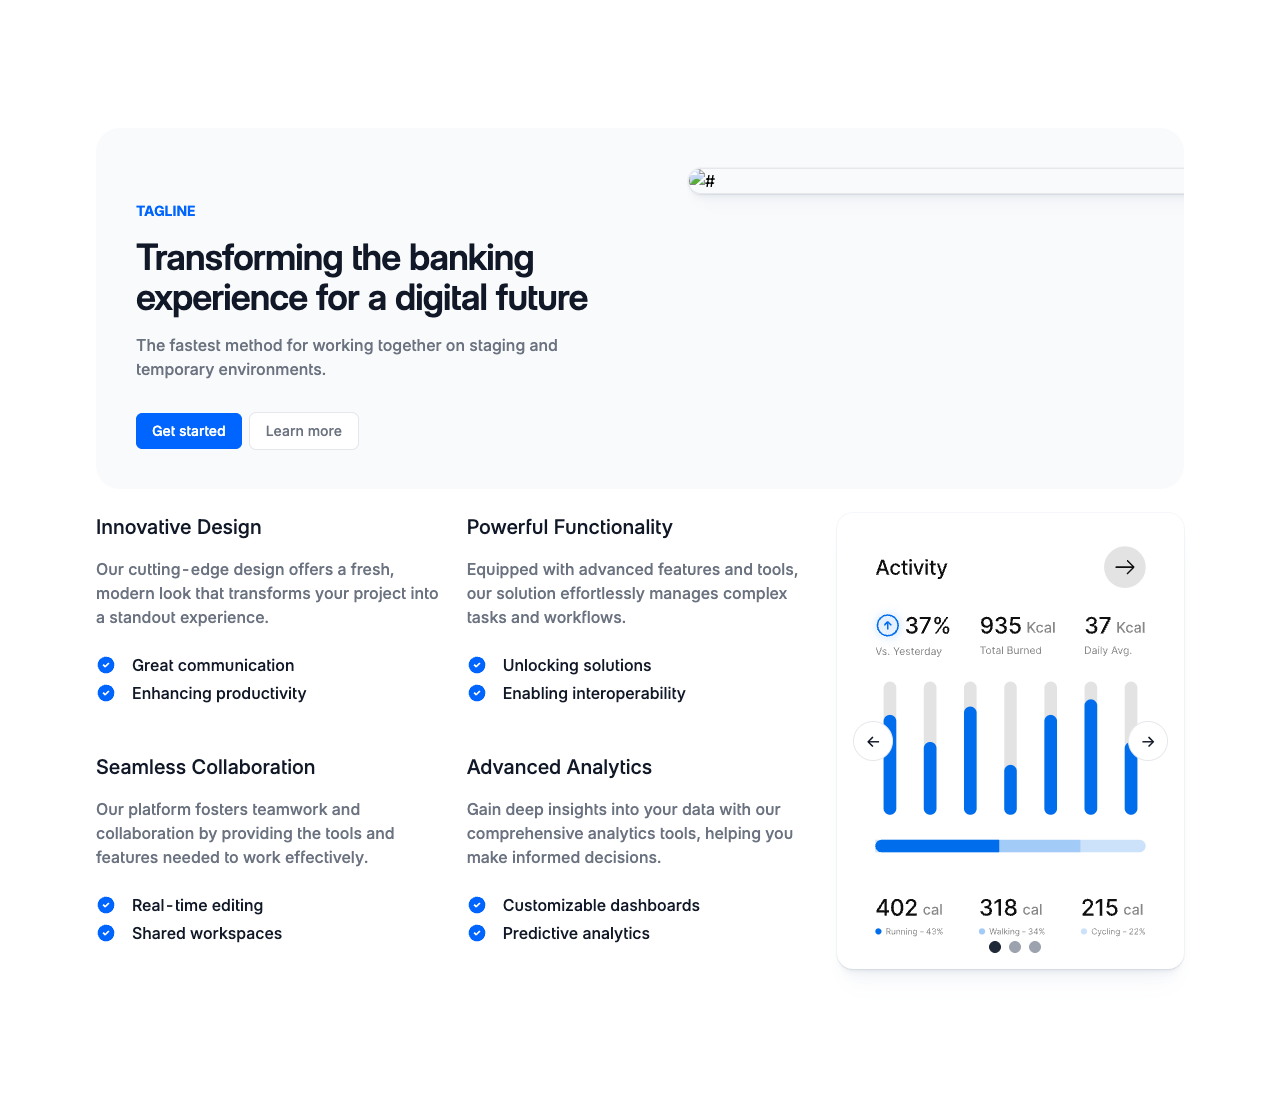 #
TAGLINE
Transforming the banking
experience for a digital future
The fastest method for working together on staging and
temporary environments.
Get started
Learn more
Innovative Design
Our cutting-edge design offers a fresh,
modern look that transforms your project into
a standout experience.
Great communication
Enhancing productivity
Powerful Functionality
Equipped with advanced features and tools,
our solution effortlessly manages complex
tasks and workflows.
Unlocking solutions
Enabling interoperability
Seamless Collaboration
Our platform fosters teamwork and
collaboration by providing the tools and
features needed to work effectively.
Real-time editing
Shared workspaces
Advanced Analytics
Gain deep insights into your data with our
comprehensive analytics tools, helping you
make informed decisions.
Customizable dashboards
Predictive analytics
Activity
37%
Vs. Yesterday
935 Kcal
Total Burned
37 Kcal
Daily Avg.
402 cal
Running - 43%
318 cal
Walking - 34%
215 cal
Cycling - 22%